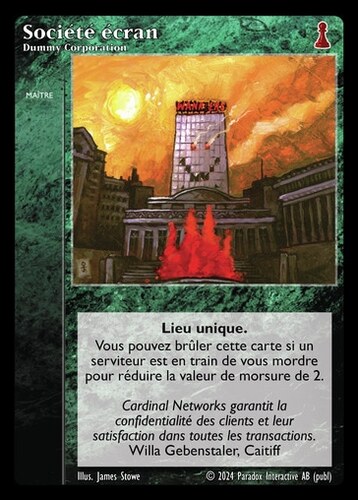 Sociéte écran
Dummy Corporation
MAÎTRE
Lieu unique.
Vous pouvez brûler cette carte si un
serviteur est en train de vous mordre
pour réduire la valeur de morsure de 2.
Cardinal Networks garantit la
confidentialité des clients et leur
satisfaction dans toutes les transactions.
Willa Gebenstaler, Caitiff
Illus. James Stowe
© 2024 Paradox Interactive AB (publ)